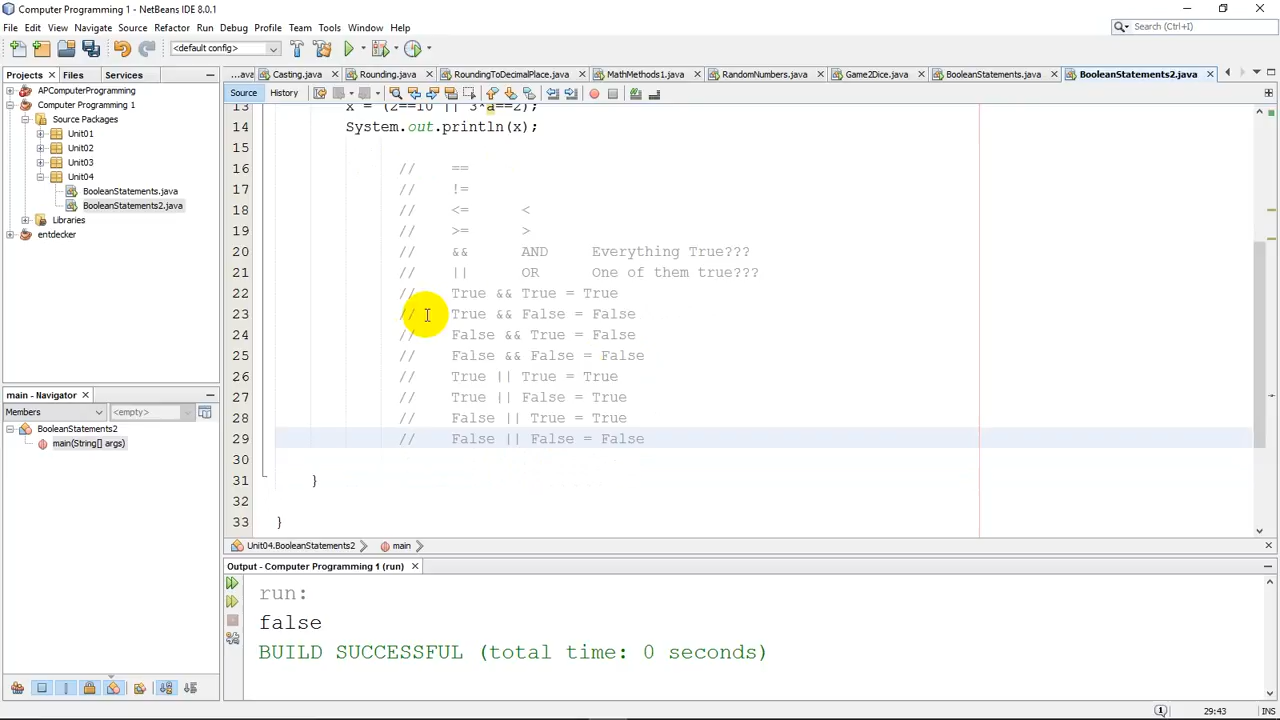 Computer Programming 1 - NetBeans IDE 8.0.1
File Edit View Navigate Source Refactor Run Debug Profile Team Tools Window Help
Search (Ctrl+I)
<default config>
Projects Files Services
...ava Casting.java Rounding.java RoundingToDecimalPlace.java MathMethods1.java RandomNumbers.java Game2Dice.java BooleanStatements.java BooleanStatements2.java
Source History
APComputerProgramming
Computer Programming 1
Source Packages
Unit01
Unit02
Unit03
Unit04
BooleanStatements.java
BooleanStatements2.java
Libraries
entdecker
13 x = (2==10 || 3*a==2);
14 System.out.println(x);
15
16 // ==
17 // !=
18 // <= <
19 // >= >
20 // && AND Everything True???
21 // || OR One of them true???
22 // True && True = True
23 // True && False = False
24 // False && True = False
25 // False && False = False
26 // True || True = True
27 // True || False = True
28 // False || True = True
29 // False || False = False
30
31 }
32
33 }
main - Navigator
Members <empty>
BooleanStatements2
main(String[] args)
Unit04.BooleanStatements2 main
Output - Computer Programming 1 (run)
run:
false
BUILD SUCCESSFUL (total time: 0 seconds)
1 29:43 INS